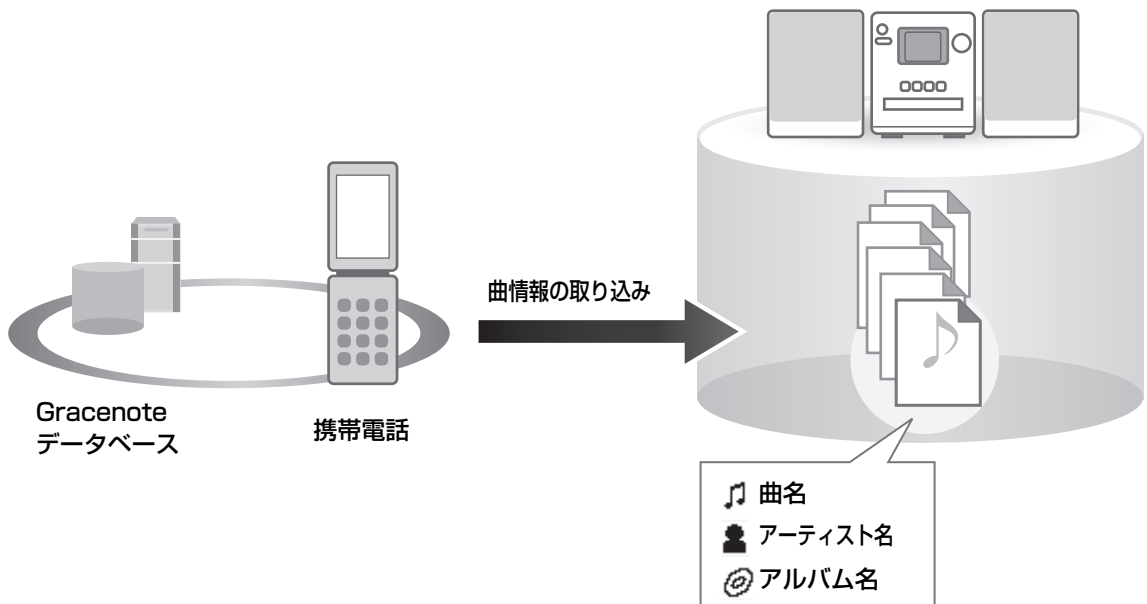 曲情報の取り込み
Gracenote
データベース
携帯電話
曲名
アーティスト名
アルバム名